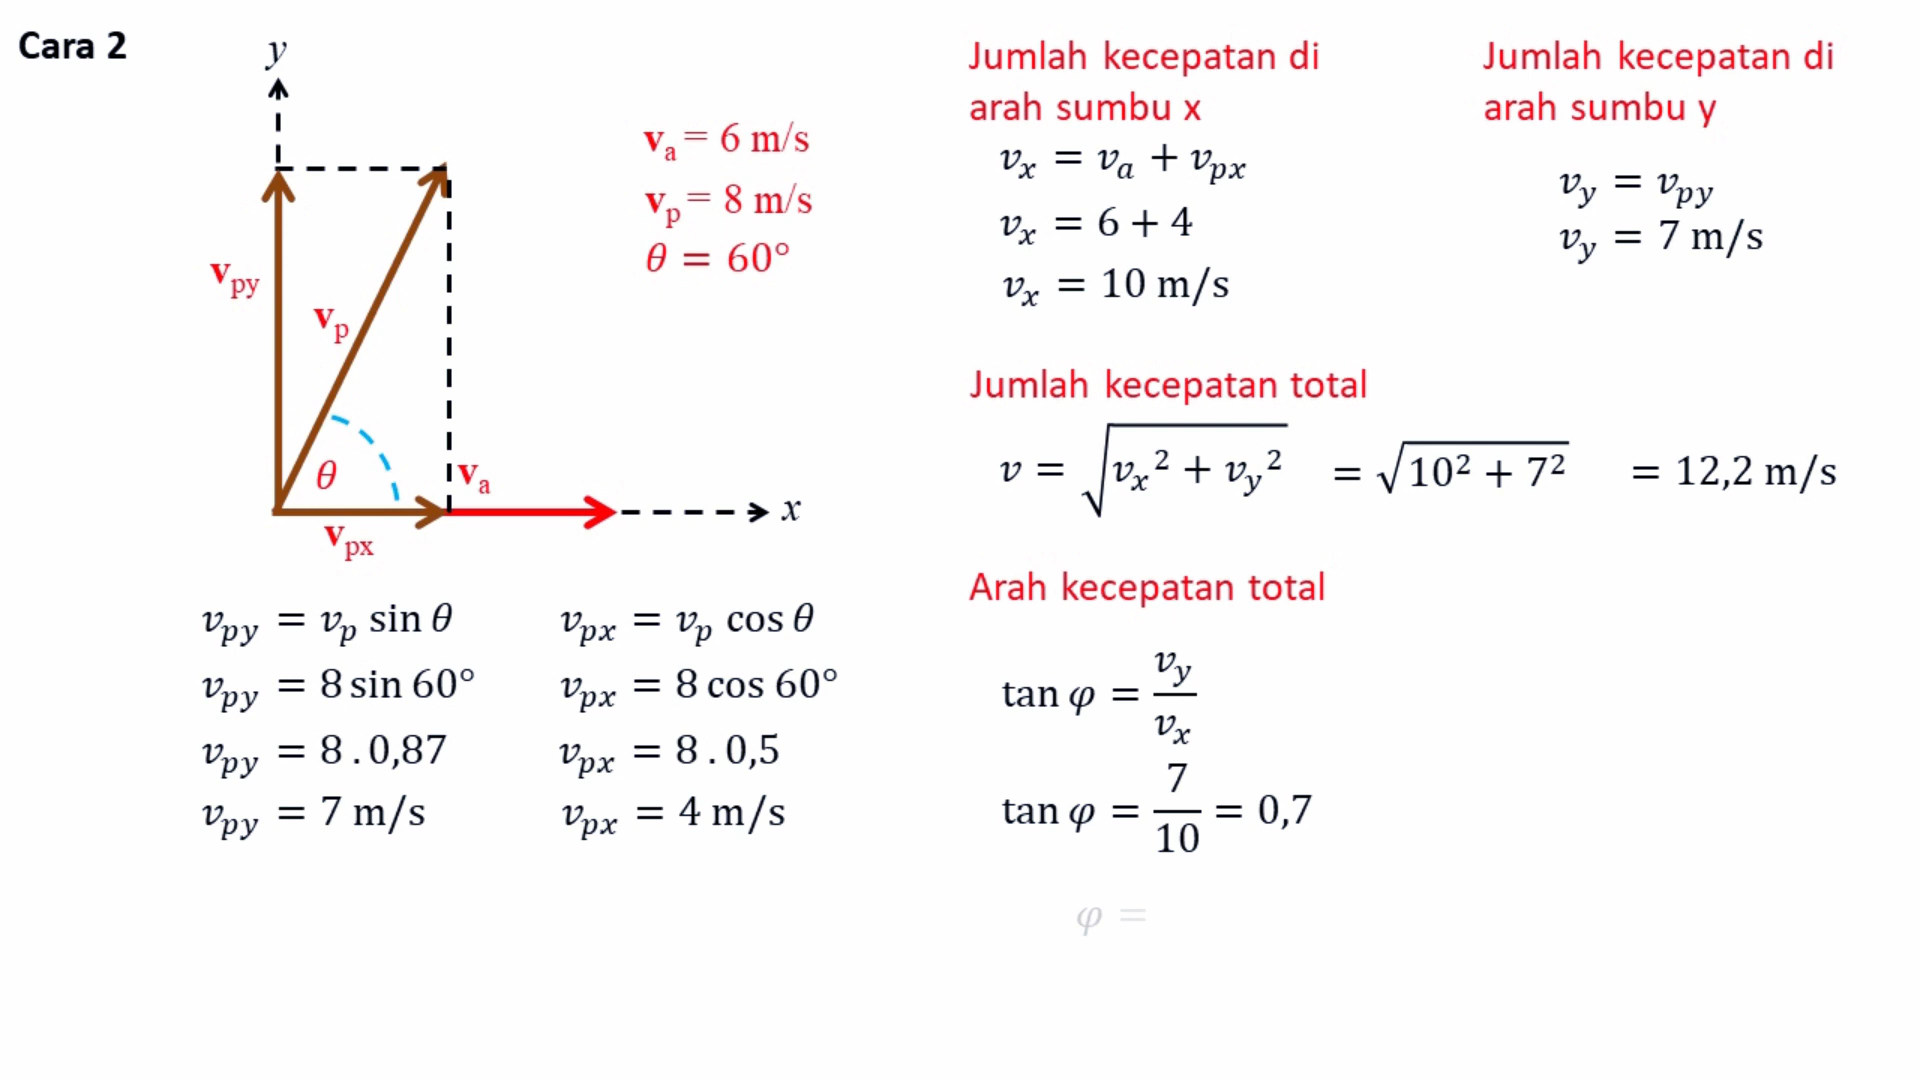 Cara 2
y
v_py
v_p
θ
v_a
v_px
x
v_a = 6 m/s
v_p = 8 m/s
θ = 60°
v_py = v_p sin θ
v_py = 8 sin 60°
v_py = 8 . 0,87
v_py = 7 m/s
v_px = v_p cos θ
v_px = 8 cos 60°
v_px = 8 . 0,5
v_px = 4 m/s
Jumlah kecepatan di
arah sumbu x
v_x = v_a + v_px
v_x = 6 + 4
v_x = 10 m/s
Jumlah kecepatan di
arah sumbu y
v_y = v_py
v_y = 7 m/s
Jumlah kecepatan total
v = √(v_x² + v_y²) = √(10² + 7²) = 12,2 m/s
Arah kecepatan total
tan φ = v_y/v_x
tan φ = 7/10 = 0,7
φ =